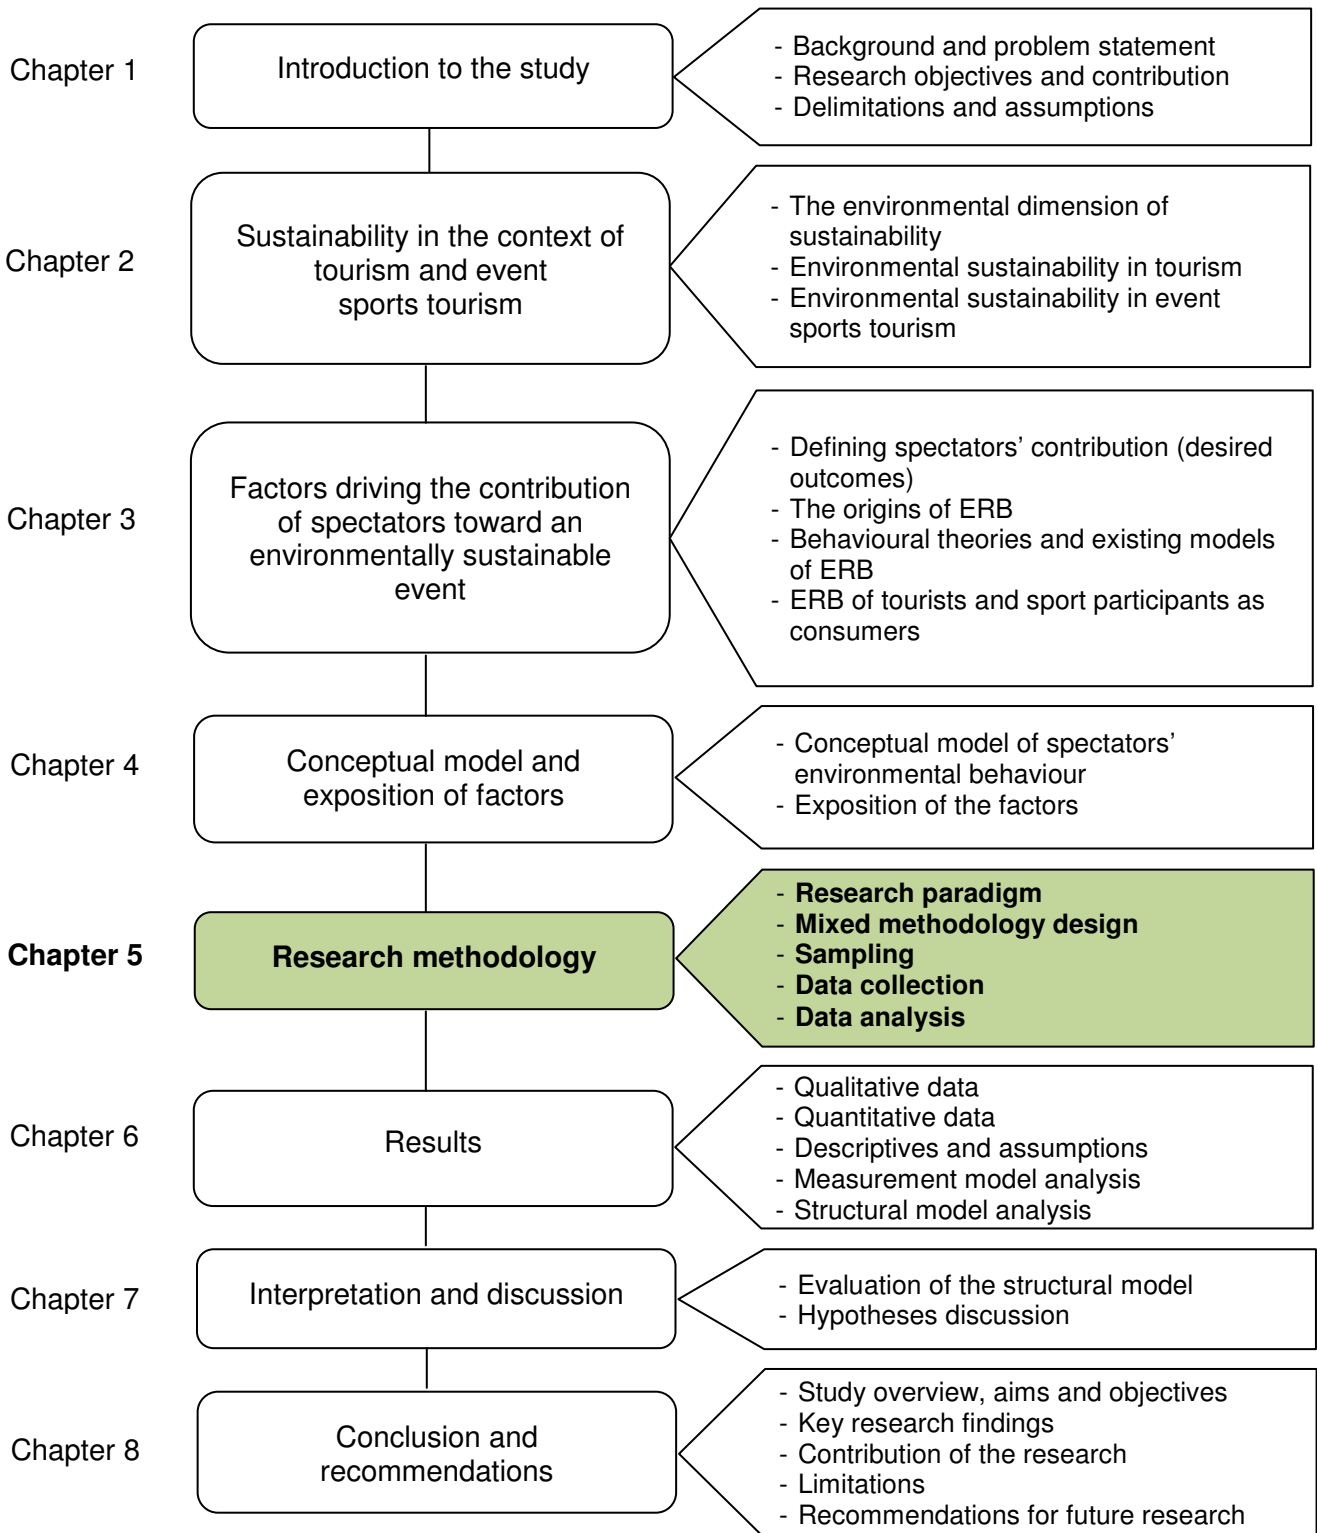 Chapter 1
Introduction to the study
- Background and problem statement
- Research objectives and contribution
- Delimitations and assumptions
Chapter 2
Sustainability in the context of
tourism and event
sports tourism
- The environmental dimension of
sustainability
- Environmental sustainability in tourism
- Environmental sustainability in event
sports tourism
Chapter 3
Factors driving the contribution
of spectators toward an
environmentally sustainable
event
- Defining spectators’ contribution (desired
outcomes)
- The origins of ERB
- Behavioural theories and existing models
of ERB
- ERB of tourists and sport participants as
consumers
Chapter 4
Conceptual model and
exposition of factors
- Conceptual model of spectators’
environmental behaviour
- Exposition of the factors
Chapter 5
Research methodology
- Research paradigm
- Mixed methodology design
- Sampling
- Data collection
- Data analysis
Chapter 6
Results
- Qualitative data
- Quantitative data
- Descriptives and assumptions
- Measurement model analysis
- Structural model analysis
Chapter 7
Interpretation and discussion
- Evaluation of the structural model
- Hypotheses discussion
Chapter 8
Conclusion and
recommendations
- Study overview, aims and objectives
- Key research findings
- Contribution of the research
- Limitations
- Recommendations for future research